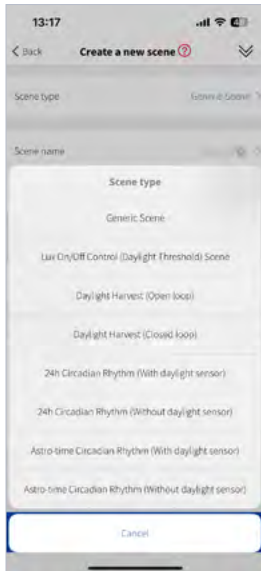 13:17
Back
Create a new scene ?
Scene type
Generic Scene
Scene name
Scene type
Generic Scene
Lux On/Off Control (Daylight Threshold) Scene
Daylight Harvest (Open loop)
Daylight Harvest (Closed loop)
24h Circadian Rhythm (With daylight sensor)
24h Circadian Rhythm (Without daylight sensor)
Astro-time Circadian Rhythm (With daylight sensor)
Astro-time Circadian Rhythm (Without daylight sensor)
Cancel